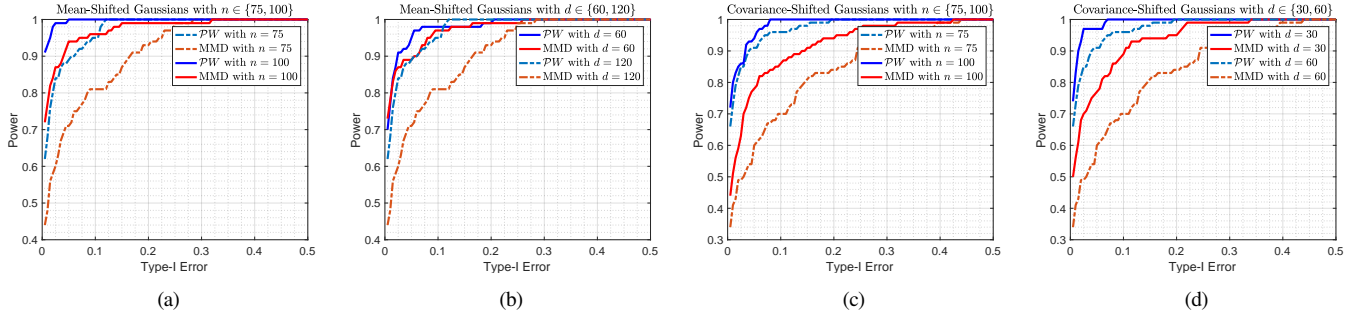 Mean-Shifted Gaussians with n ∈ {75, 100}
Power
1
0.9
0.8
0.7
0.6
0.5
0.4
0
0.1
0.2
0.3
0.4
0.5
Type-I Error
PW with n = 75
MMD with n = 75
PW with n = 100
MMD with n = 100
(a)
Mean-Shifted Gaussians with d ∈ {60, 120}
Power
1
0.9
0.8
0.7
0.6
0.5
0.4
0
0.1
0.2
0.3
0.4
0.5
Type-I Error
PW with d = 60
MMD with d = 60
PW with d = 120
MMD with d = 120
(b)
Covariance-Shifted Gaussians with n ∈ {75, 100}
Power
1
0.9
0.8
0.7
0.6
0.5
0.4
0.3
0
0.1
0.2
0.3
0.4
0.5
Type-I Error
PW with n = 75
MMD with n = 75
PW with n = 100
MMD with n = 100
(c)
Covariance-Shifted Gaussians with d ∈ {30, 60}
Power
1
0.9
0.8
0.7
0.6
0.5
0.4
0.3
0
0.1
0.2
0.3
0.4
0.5
Type-I Error
PW with d = 30
MMD with d = 30
PW with d = 60
MMD with d = 60
(d)